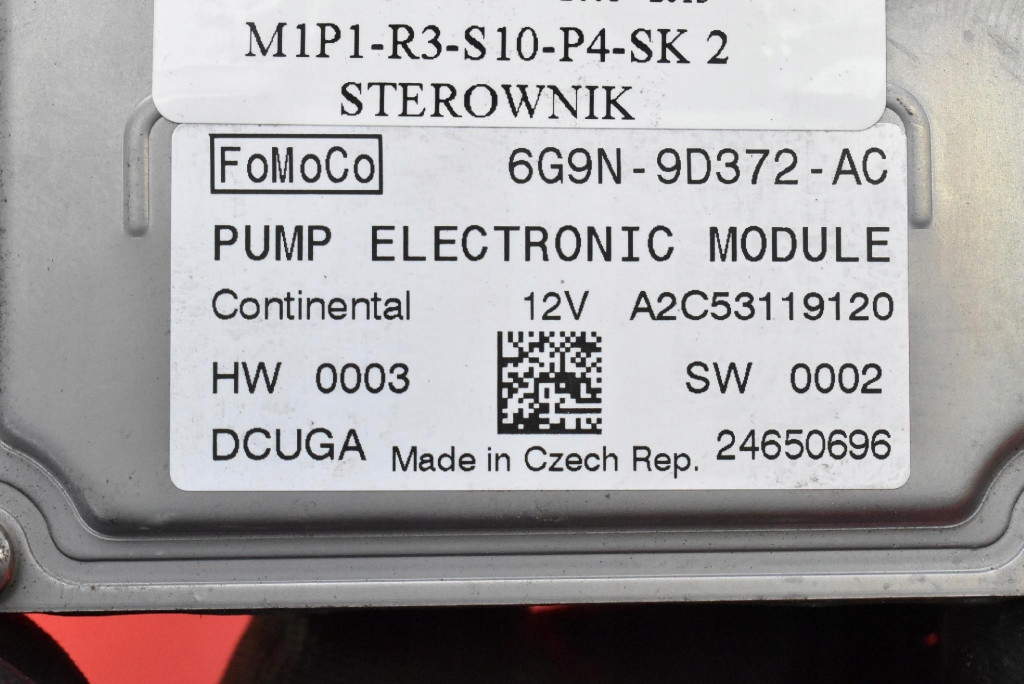 M1P1-R3-S10-P4-SK 2
STEROWNIK
FoMoCo 6G9N-9D372-AC
PUMP ELECTRONIC MODULE
Continental 12V A2C53119120
HW 0003 SW 0002
DCUGA Made in Czech Rep. 24650696